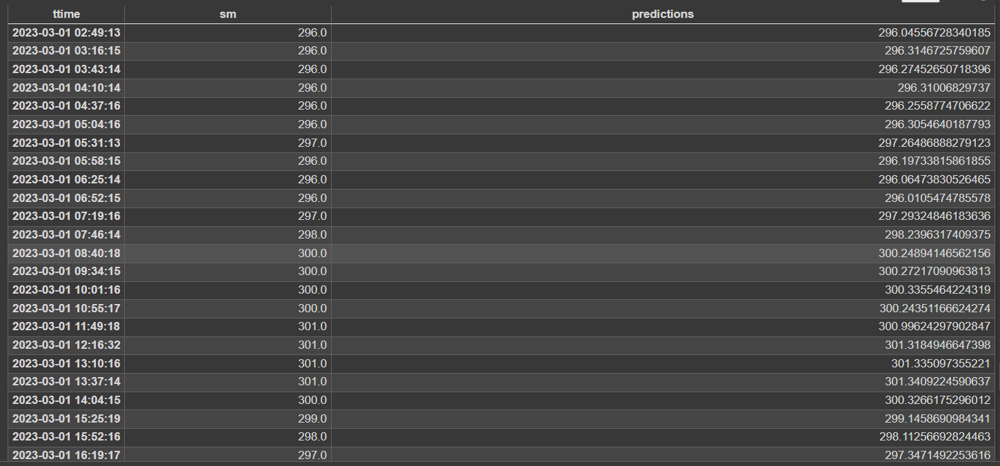 ttime sm predictions
2023-03-01 02:49:13 296.0 296.04556728340185
2023-03-01 03:16:15 296.0 296.3146725759607
2023-03-01 03:43:14 296.0 296.27452650718396
2023-03-01 04:10:14 296.0 296.31006829737
2023-03-01 04:37:16 296.0 296.2558774706622
2023-03-01 05:04:16 296.0 296.3054640187793
2023-03-01 05:31:13 297.0 297.26486888279123
2023-03-01 05:58:15 296.0 296.19733815861855
2023-03-01 06:25:14 296.0 296.06473830526465
2023-03-01 06:52:15 296.0 296.0105474785578
2023-03-01 07:19:16 297.0 297.29324846183636
2023-03-01 07:46:14 298.0 298.2396317409375
2023-03-01 08:40:18 300.0 300.24894146562156
2023-03-01 09:34:15 300.0 300.27217090963813
2023-03-01 10:01:16 300.0 300.3355464224319
2023-03-01 10:55:17 300.0 300.24351166624274
2023-03-01 11:49:18 301.0 300.99624297902847
2023-03-01 12:16:32 301.0 301.3184946647398
2023-03-01 13:10:16 301.0 301.335097355221
2023-03-01 13:37:14 301.0 301.3409224590637
2023-03-01 14:04:15 300.0 300.3266175296012
2023-03-01 15:25:19 299.0 299.1458690984341
2023-03-01 15:52:16 298.0 298.11256692824463
2023-03-01 16:19:17 297.0 297.3471492253616